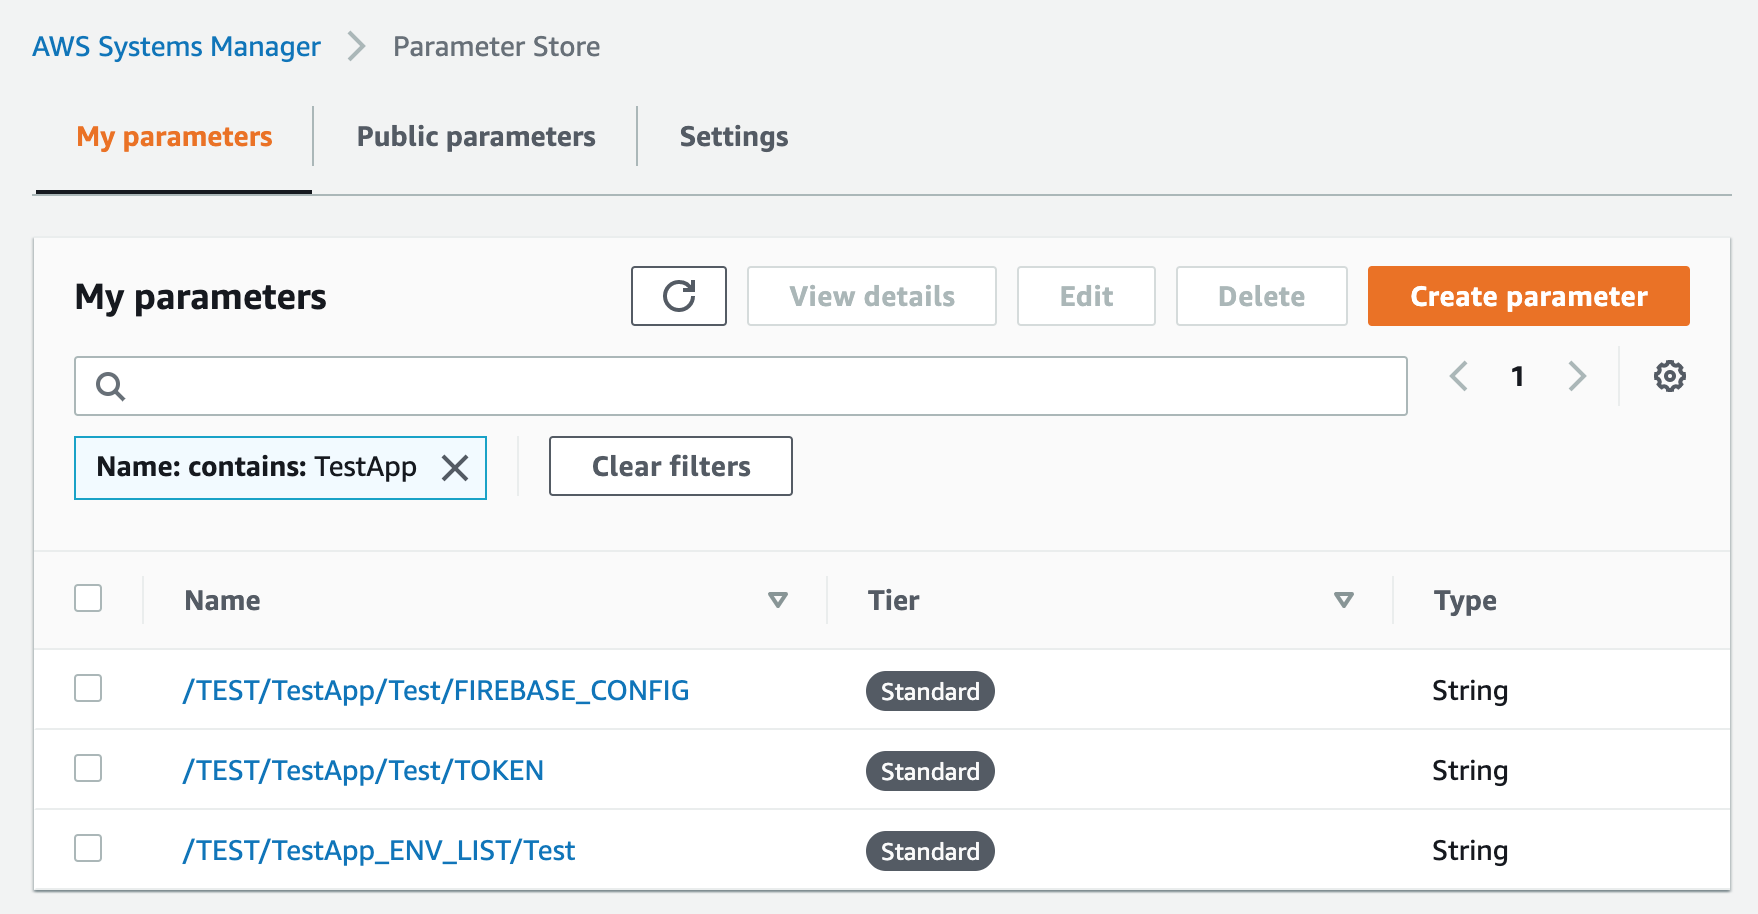 AWS Systems Manager Parameter Store
My parameters Public parameters Settings
My parameters View details Edit Delete Create parameter
1
Name: contains: TestApp Clear filters
Name Tier Type
/TEST/TestApp/Test/FIREBASE_CONFIG Standard String
/TEST/TestApp/Test/TOKEN Standard String
/TEST/TestApp_ENV_LIST/Test Standard String